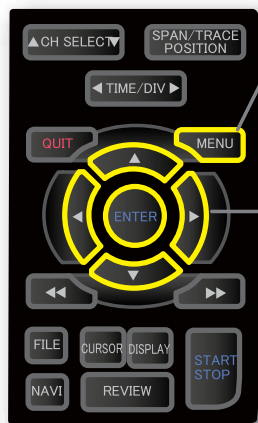 ▲CH SELECT▼
SPAN/TRACE
POSITION
◀TIME/DIV▶
QUIT
MENU
ENTER
FILE
CURSOR
DISPLAY
START
STOP
NAVI
REVIEW